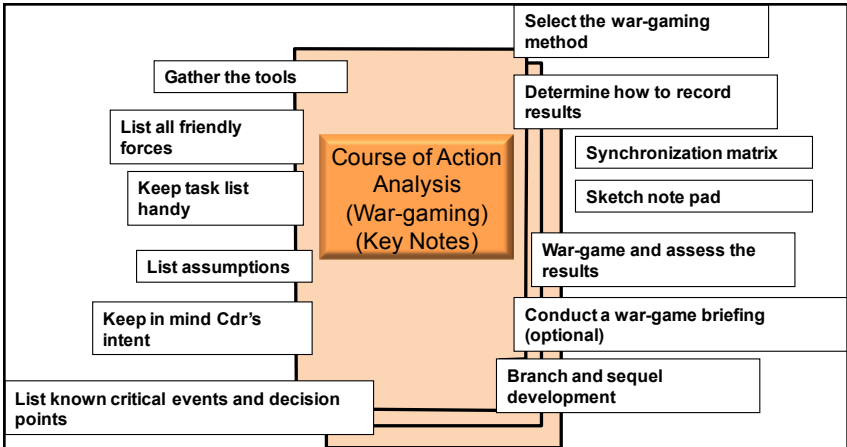 Gather the tools
List all friendly
forces
Keep task list
handy
List assumptions
Keep in mind Cdr's
intent
List known critical events and decision
points
Course of Action
Analysis
(War-gaming)
(Key Notes)
Select the war-gaming
method
Determine how to record
results
Synchronization matrix
Sketch note pad
War-game and assess the
results
Conduct a war-game briefing
(optional)
Branch and sequel
development